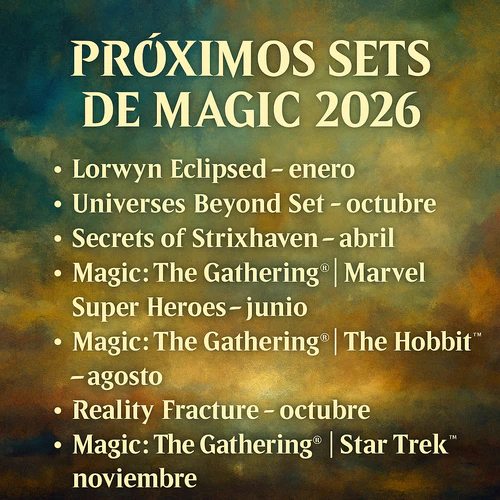 PRÓXIMOS SETS
DE MAGIC 2026
• Lorwyn Eclipsed – enero
• Universes Beyond Set – octubre
• Secrets of Strixhaven – abril
• Magic: The Gathering® | Marvel
Super Heroes – junio
• Magic: The Gathering® | The Hobbit™
– agosto
• Reality Fracture – octubre
• Magic: The Gathering® | Star Trek™
noviembre